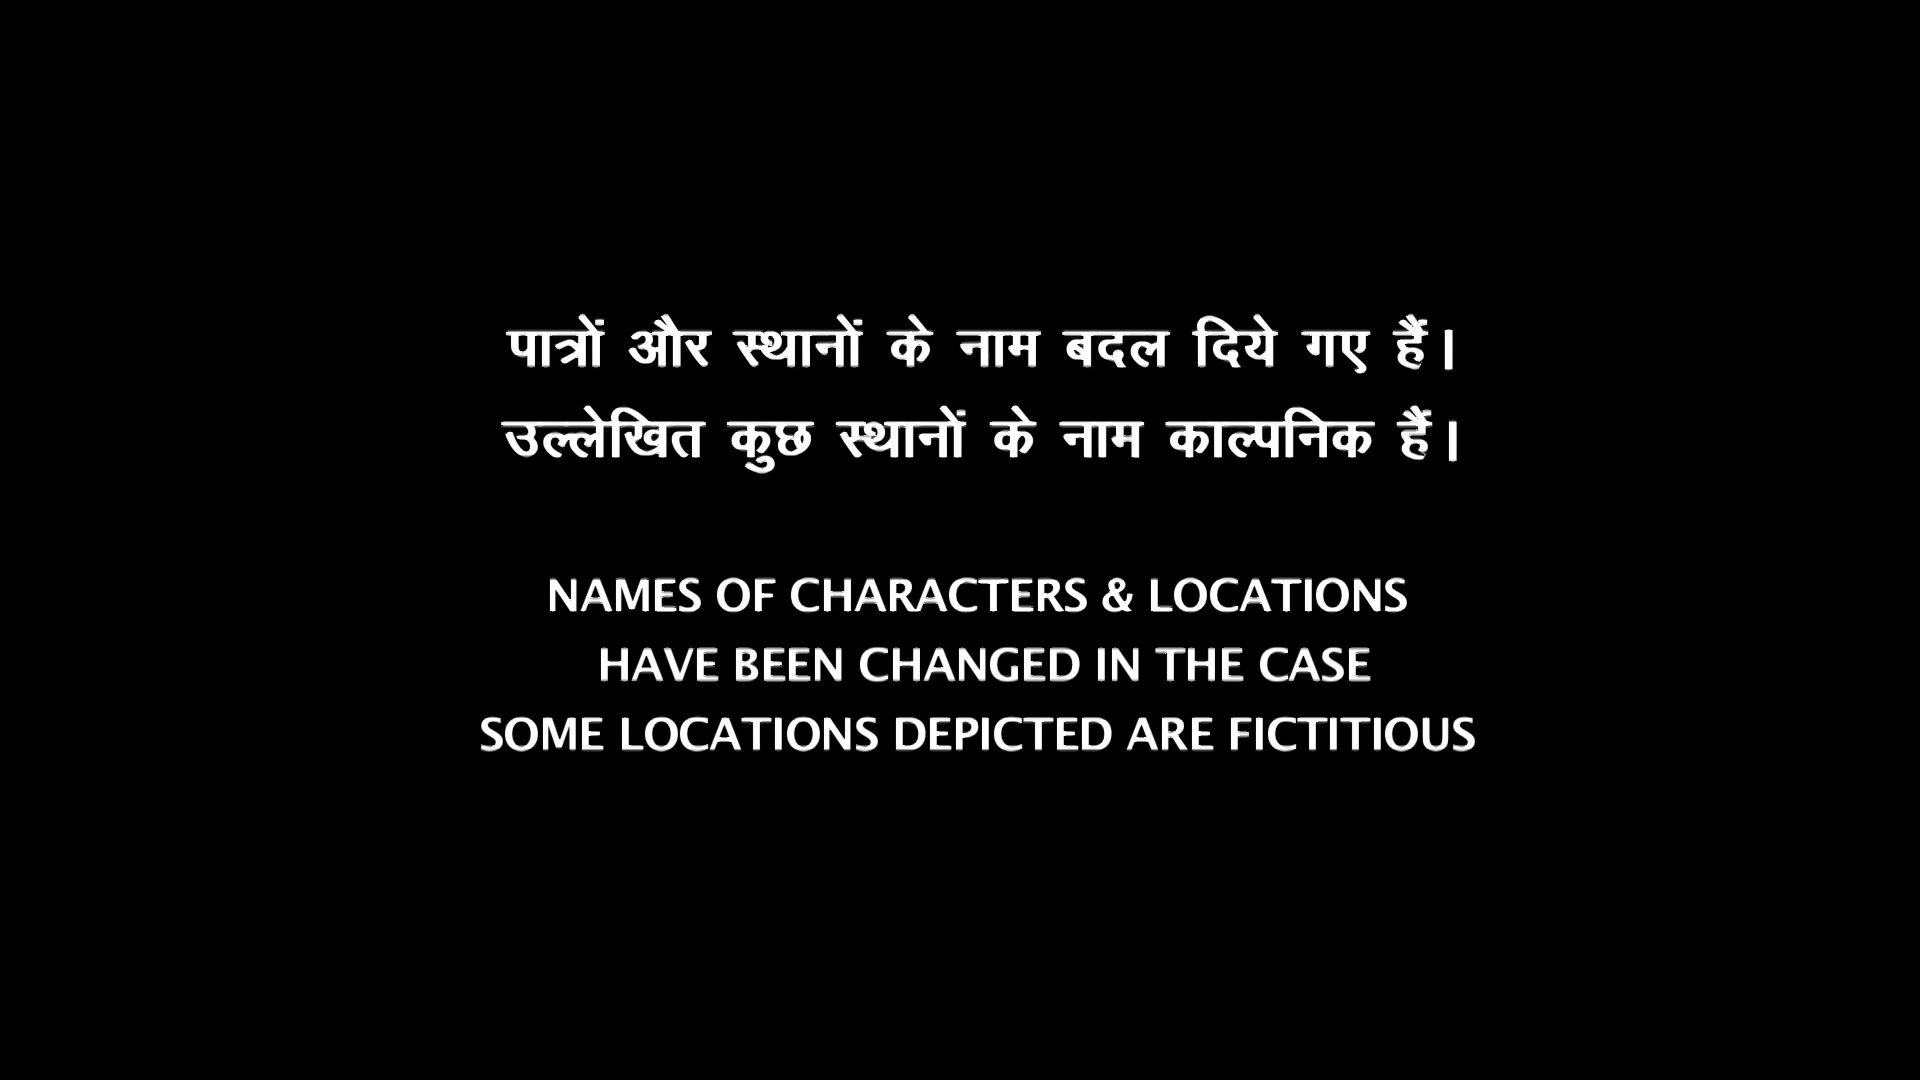 पात्रों और स्थानों के नाम बदल दिये गए हैं।
उल्लेखित कुछ स्थानों के नाम काल्पनिक हैं।
NAMES OF CHARACTERS & LOCATIONS
HAVE BEEN CHANGED IN THE CASE
SOME LOCATIONS DEPICTED ARE FICTITIOUS